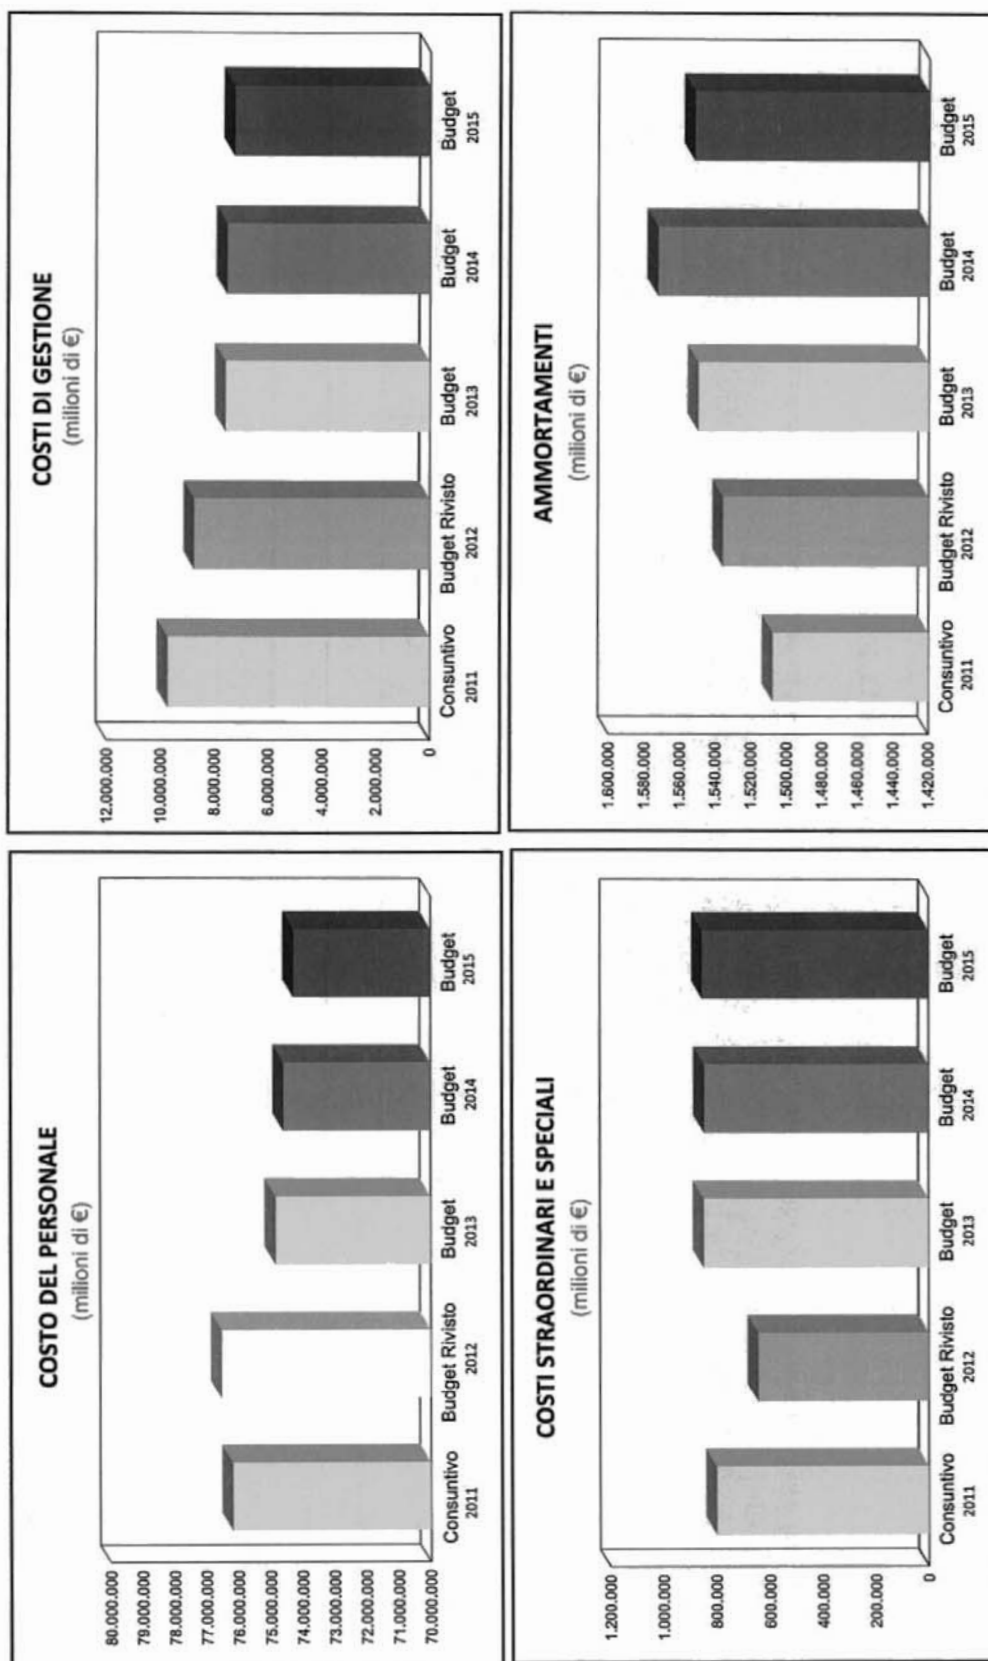 COSTO DEL PERSONALE
(milioni di €)
80.000.000
79.000.000
78.000.000
77.000.000
76.000.000
75.000.000
74.000.000
73.000.000
72.000.000
71.000.000
70.000.000
Consuntivo Budget Rivisto Budget Budget Budget
2011 2012 2013 2014 2015
COSTI DI GESTIONE
(milioni di €)
12.000.000
10.000.000
8.000.000
6.000.000
4.000.000
2.000.000
0
Consuntivo Budget Rivisto Budget Budget Budget
2011 2012 2013 2014 2015
COSTI STRAORDINARI E SPECIALI
(milioni di €)
1.200.000
1.000.000
800.000
600.000
400.000
200.000
0
Consuntivo Budget Rivisto Budget Budget Budget
2011 2012 2013 2014 2015
AMMORTAMENTI
(milioni di €)
1.600.000
1.580.000
1.560.000
1.540.000
1.520.000
1.500.000
1.480.000
1.460.000
1.440.000
1.420.000
Consuntivo Budget Rivisto Budget Budget Budget
2011 2012 2013 2014 2015